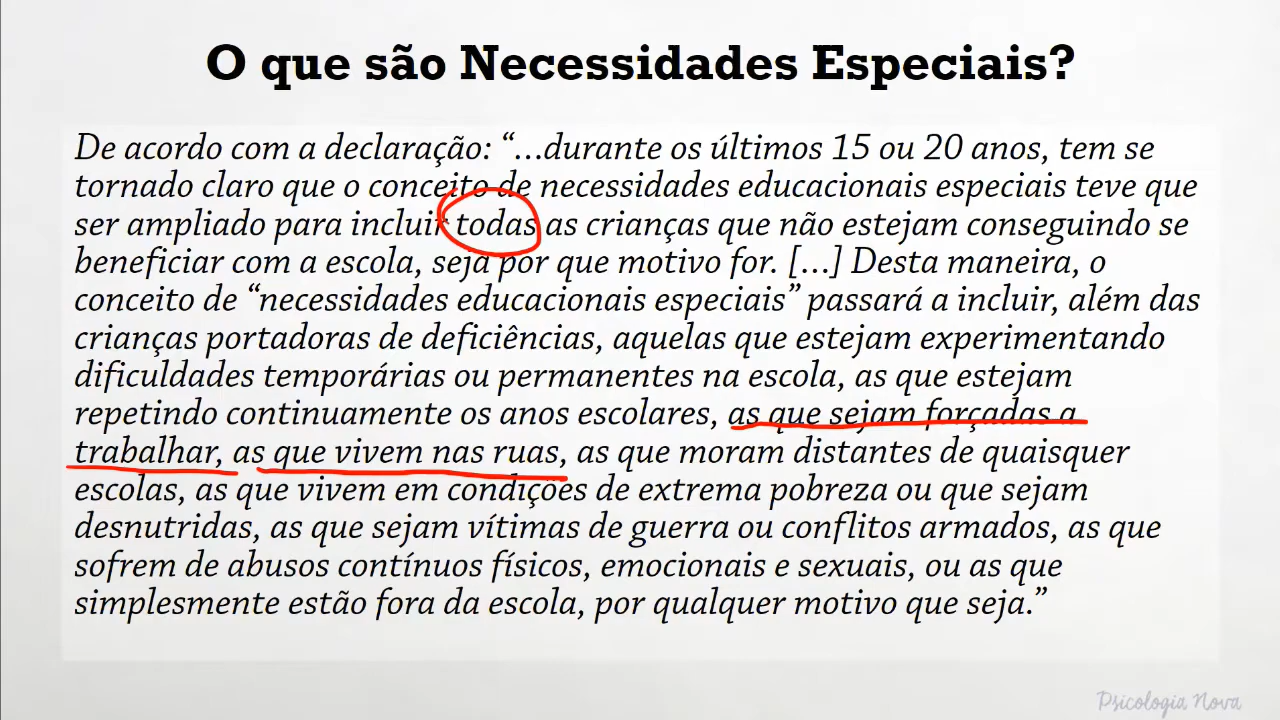 O que são Necessidades Especiais?
De acordo com a declaração: “...durante os últimos 15 ou 20 anos, tem se
tornado claro que o conceito de necessidades educacionais especiais teve que
ser ampliado para incluir todas as crianças que não estejam conseguindo se
beneficiar com a escola, seja por que motivo for. [...] Desta maneira, o
conceito de “necessidades educacionais especiais” passará a incluir, além das
crianças portadoras de deficiências, aquelas que estejam experimentando
dificuldades temporárias ou permanentes na escola, as que estejam
repetindo continuamente os anos escolares, as que sejam forçadas a
trabalhar, as que vivem nas ruas, as que moram distantes de quaisquer
escolas, as que vivem em condições de extrema pobreza ou que sejam
desnutridas, as que sejam vítimas de guerra ou conflitos armados, as que
sofrem de abusos contínuos físicos, emocionais e sexuais, ou as que
simplesmente estão fora da escola, por qualquer motivo que seja.”
Psicologia Nova